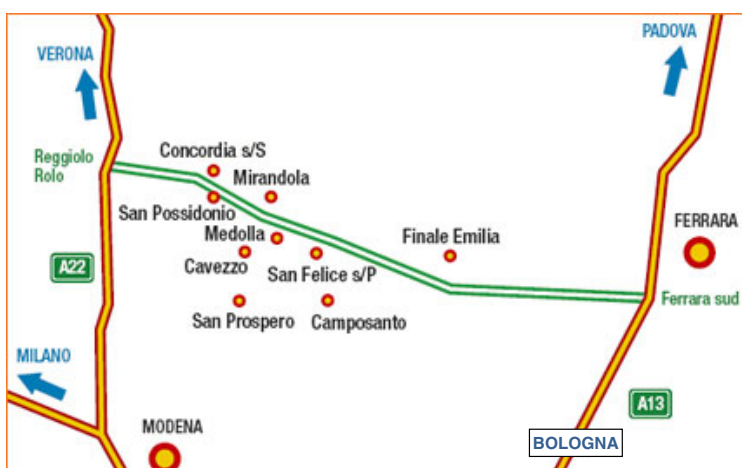 PADOVA
VERONA
Concordia s/S
Reggiolo
Rolo
Mirandola
San Possidonio
FERRARA
Medolla
Finale Emilia
A22
Cavezzo
San Felice s/P
Ferrara sud
San Prospero
Camposanto
MILANO
A13
MODENA
BOLOGNA